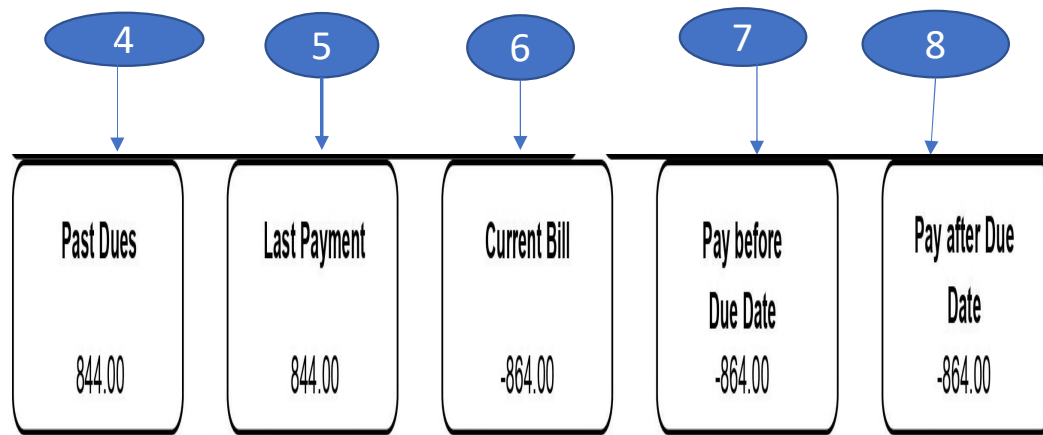 4 5 6 7 8
Past Dues Last Payment Current Bill Pay before Pay after Due
Due Date Date
844.00 844.00 -864.00 -864.00 -864.00